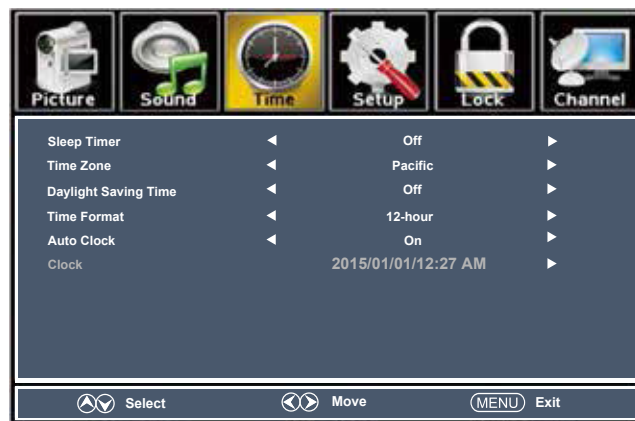 Picture Sound Time Setup Lock Channel
Sleep Timer Off
Time Zone Pacific
Daylight Saving Time Off
Time Format 12-hour
Auto Clock On
Clock 2015/01/01/12:27 AM
Select Move MENU Exit